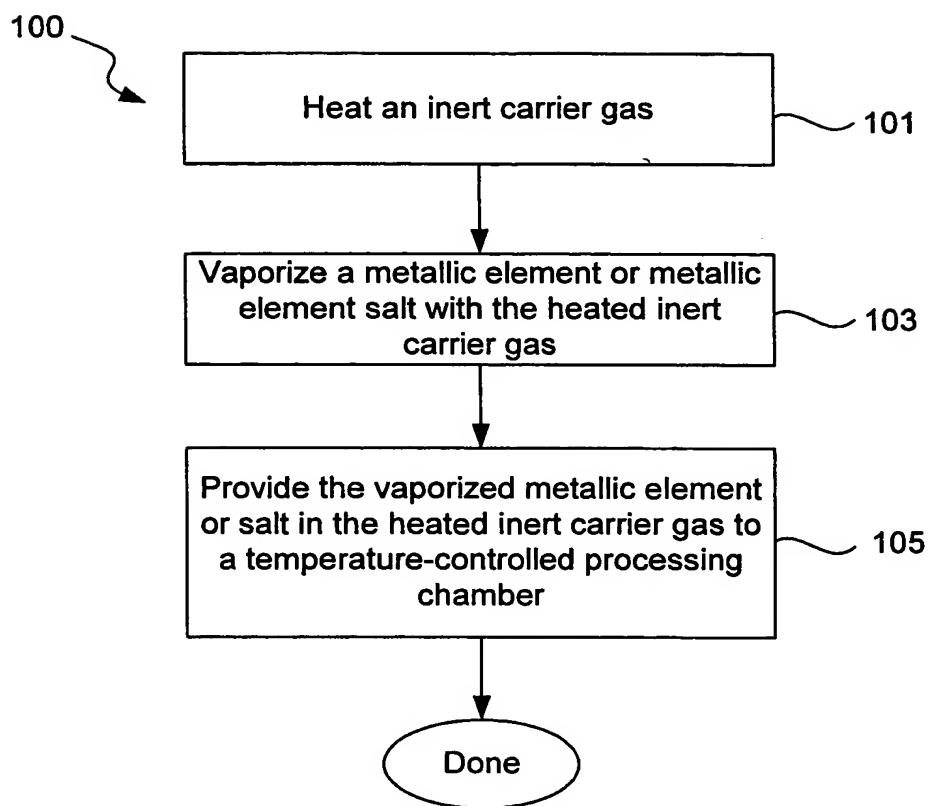 100
Heat an inert carrier gas
101
Vaporize a metallic element or metallic
element salt with the heated inert
carrier gas
103
Provide the vaporized metallic element
or salt in the heated inert carrier gas to
a temperature-controlled processing
chamber
105
Done